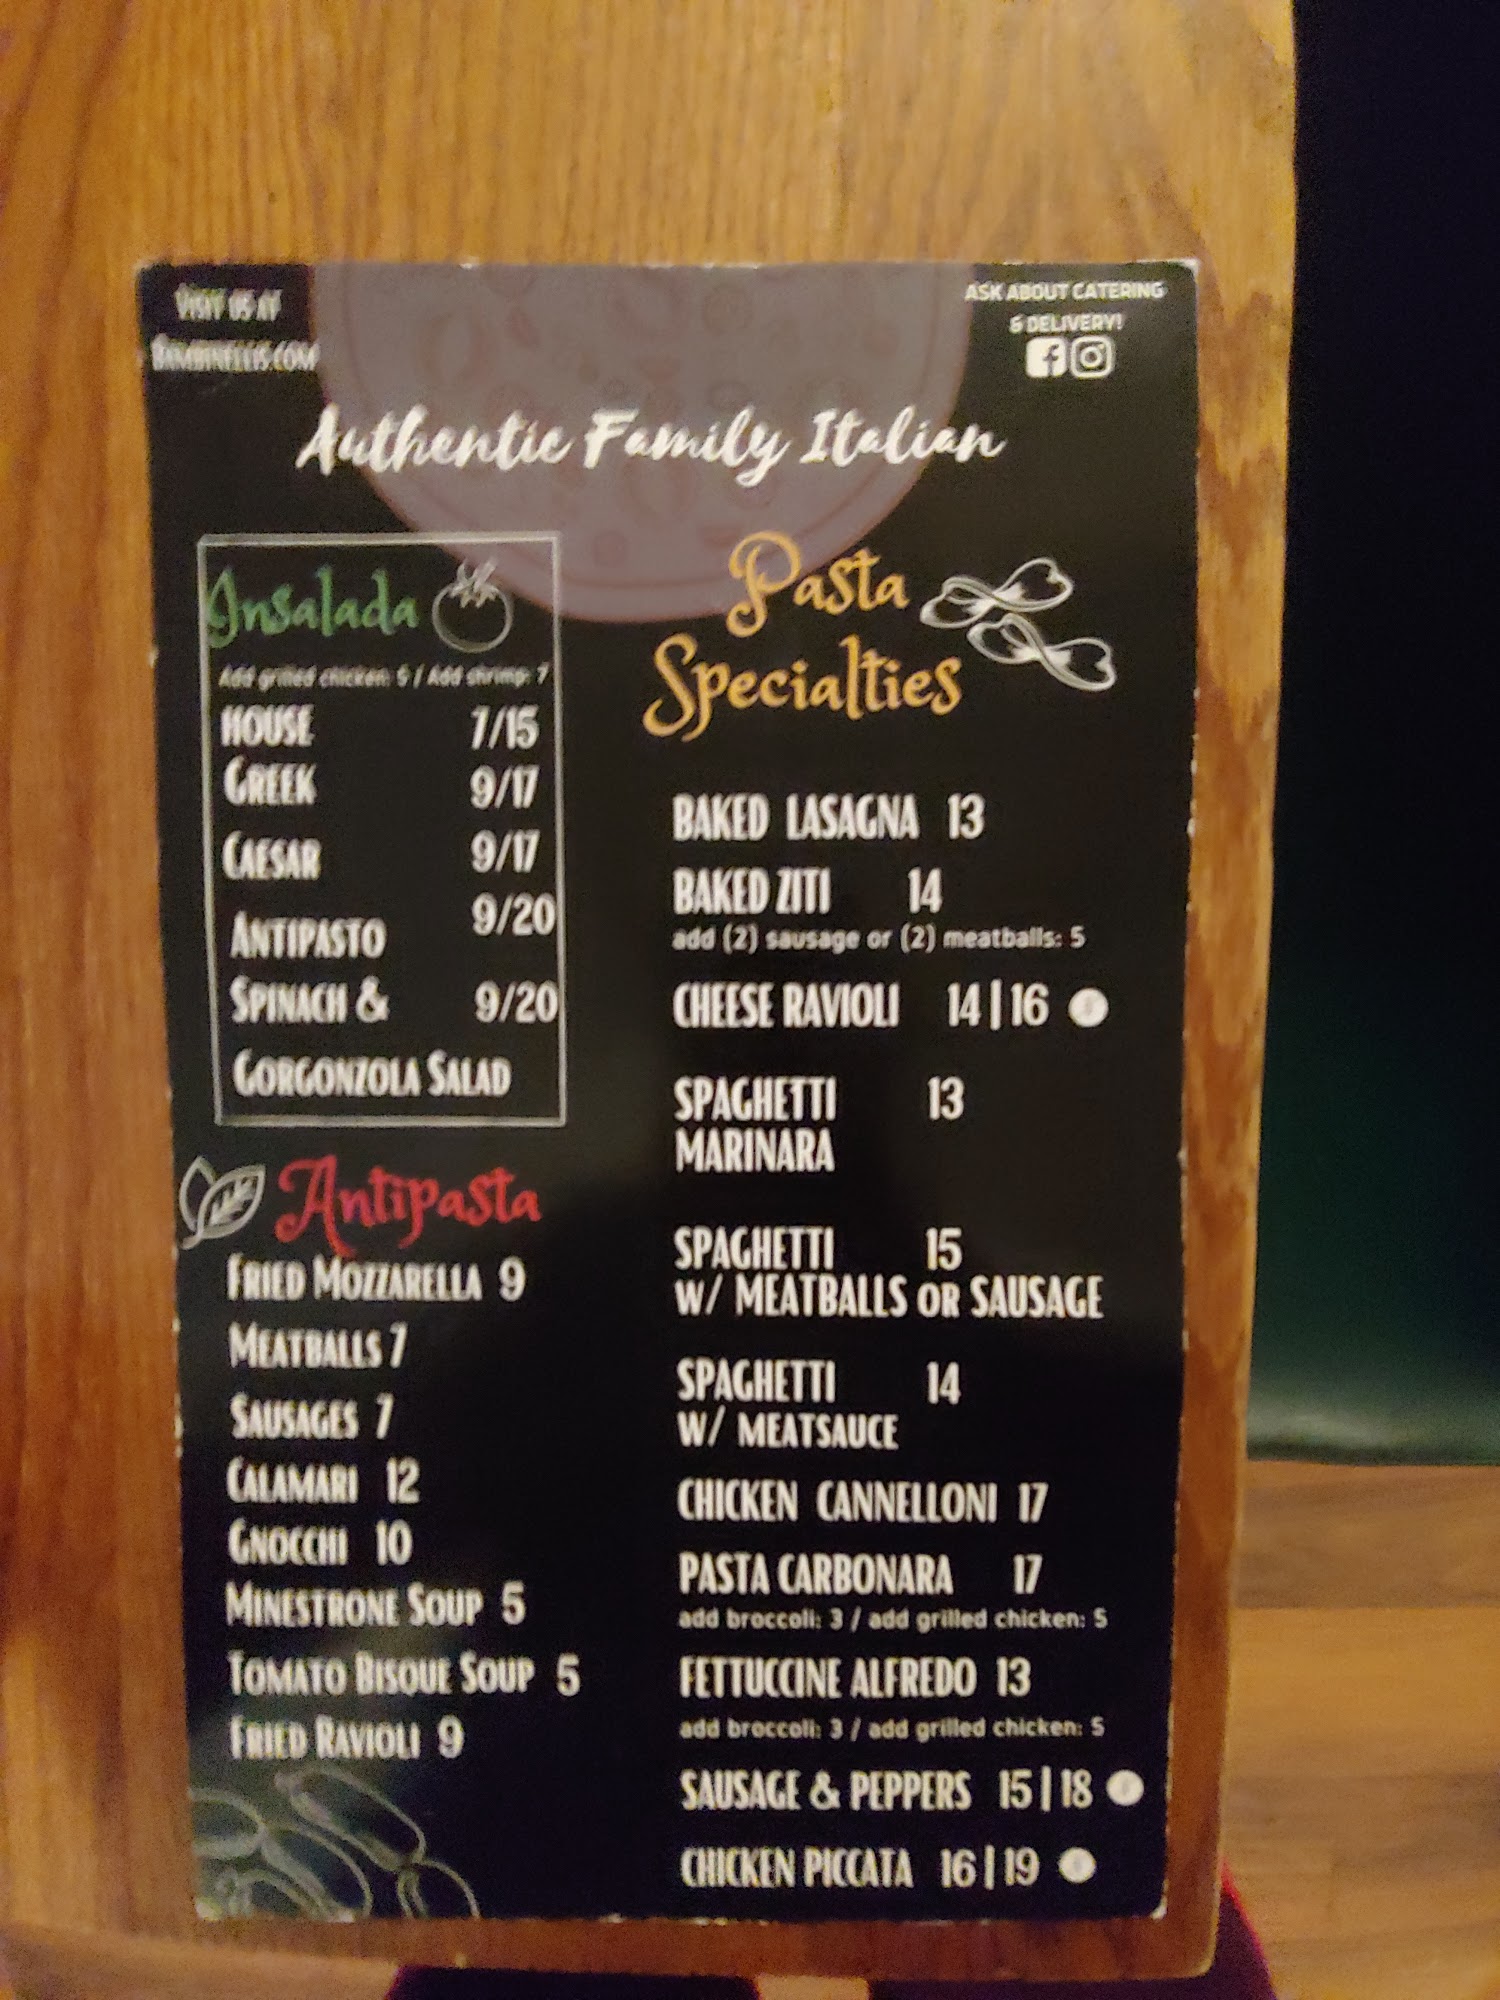 VISIT US AT
BAMBINELLIS.COM
ASK ABOUT CATERING
& DELIVERY!
Authentic Family Italian
Insalada
Add grilled chicken: 5 / Add shrimp: 7
HOUSE 7/15
GREEK 9/17
CAESAR 9/17
ANTIPASTO 9/20
SPINACH & 9/20
GORGONZOLA SALAD
Antipasta
FRIED MOZZARELLA 9
MEATBALLS 7
SAUSAGES 7
CALAMARI 12
GNOCCHI 10
MINESTRONE SOUP 5
TOMATO BISQUE SOUP 5
FRIED RAVIOLI 9
Pasta
Specialties
BAKED LASAGNA 13
BAKED ZITI 14
add (2) sausage or (2) meatballs: 5
CHEESE RAVIOLI 14|16
SPAGHETTI 13
MARINARA
SPAGHETTI 15
W/ MEATBALLS OR SAUSAGE
SPAGHETTI 14
W/ MEATSAUCE
CHICKEN CANNELLONI 17
PASTA CARBONARA 17
add broccoli: 3 / add grilled chicken: 5
FETTUCCINE ALFREDO 13
add broccoli: 3 / add grilled chicken: 5
SAUSAGE & PEPPERS 15|18
CHICKEN PICCATA 16|19